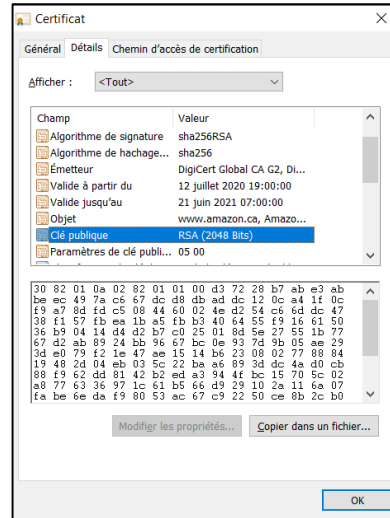 Certificat
Général Détails Chemin d'accès de certification
Afficher : <Tout>
Champ Valeur
Algorithme de signature sha256RSA
Algorithme de hachage... sha256
Émetteur DigiCert Global CA G2, Di...
Valide à partir du 12 juillet 2020 19:00:00
Valide jusqu'au 21 juin 2021 07:00:00
Objet www.amazon.ca, Amazo...
Clé publique RSA (2048 Bits)
Paramètres de clé publi... 05 00
30 82 01 0a 02 82 01 01 00 d3 72 28 b7 ab e3 ab
be ec 49 7a c6 67 dc d8 db ad dc 12 0c a4 1f 0c
f9 a7 8d fd c5 08 44 60 02 4e d2 54 c6 6d dc 47
38 f1 57 fb ea 1b a5 fb b3 40 64 55 f9 16 61 50
36 b9 04 14 d4 d2 b7 c0 25 01 8d 5e 27 55 1b 77
67 d2 ab 89 24 bb 96 67 bc 0e 93 7d 9b 05 ae 29
3d e0 79 f2 1e 47 ae 15 14 b6 23 08 02 77 88 84
19 48 2d 04 eb 03 5c 22 ba a6 89 3d dc 4a d0 cb
88 f9 62 dd 81 42 b2 ed a3 94 4f bc 15 70 5c 02
a8 77 63 36 97 1c 61 b5 66 d9 29 10 2a 11 6a 07
fa be 6e da f9 80 53 ac 67 c9 22 50 ce 8b 2c b0
Modifier les propriétés... Copier dans un fichier...
OK